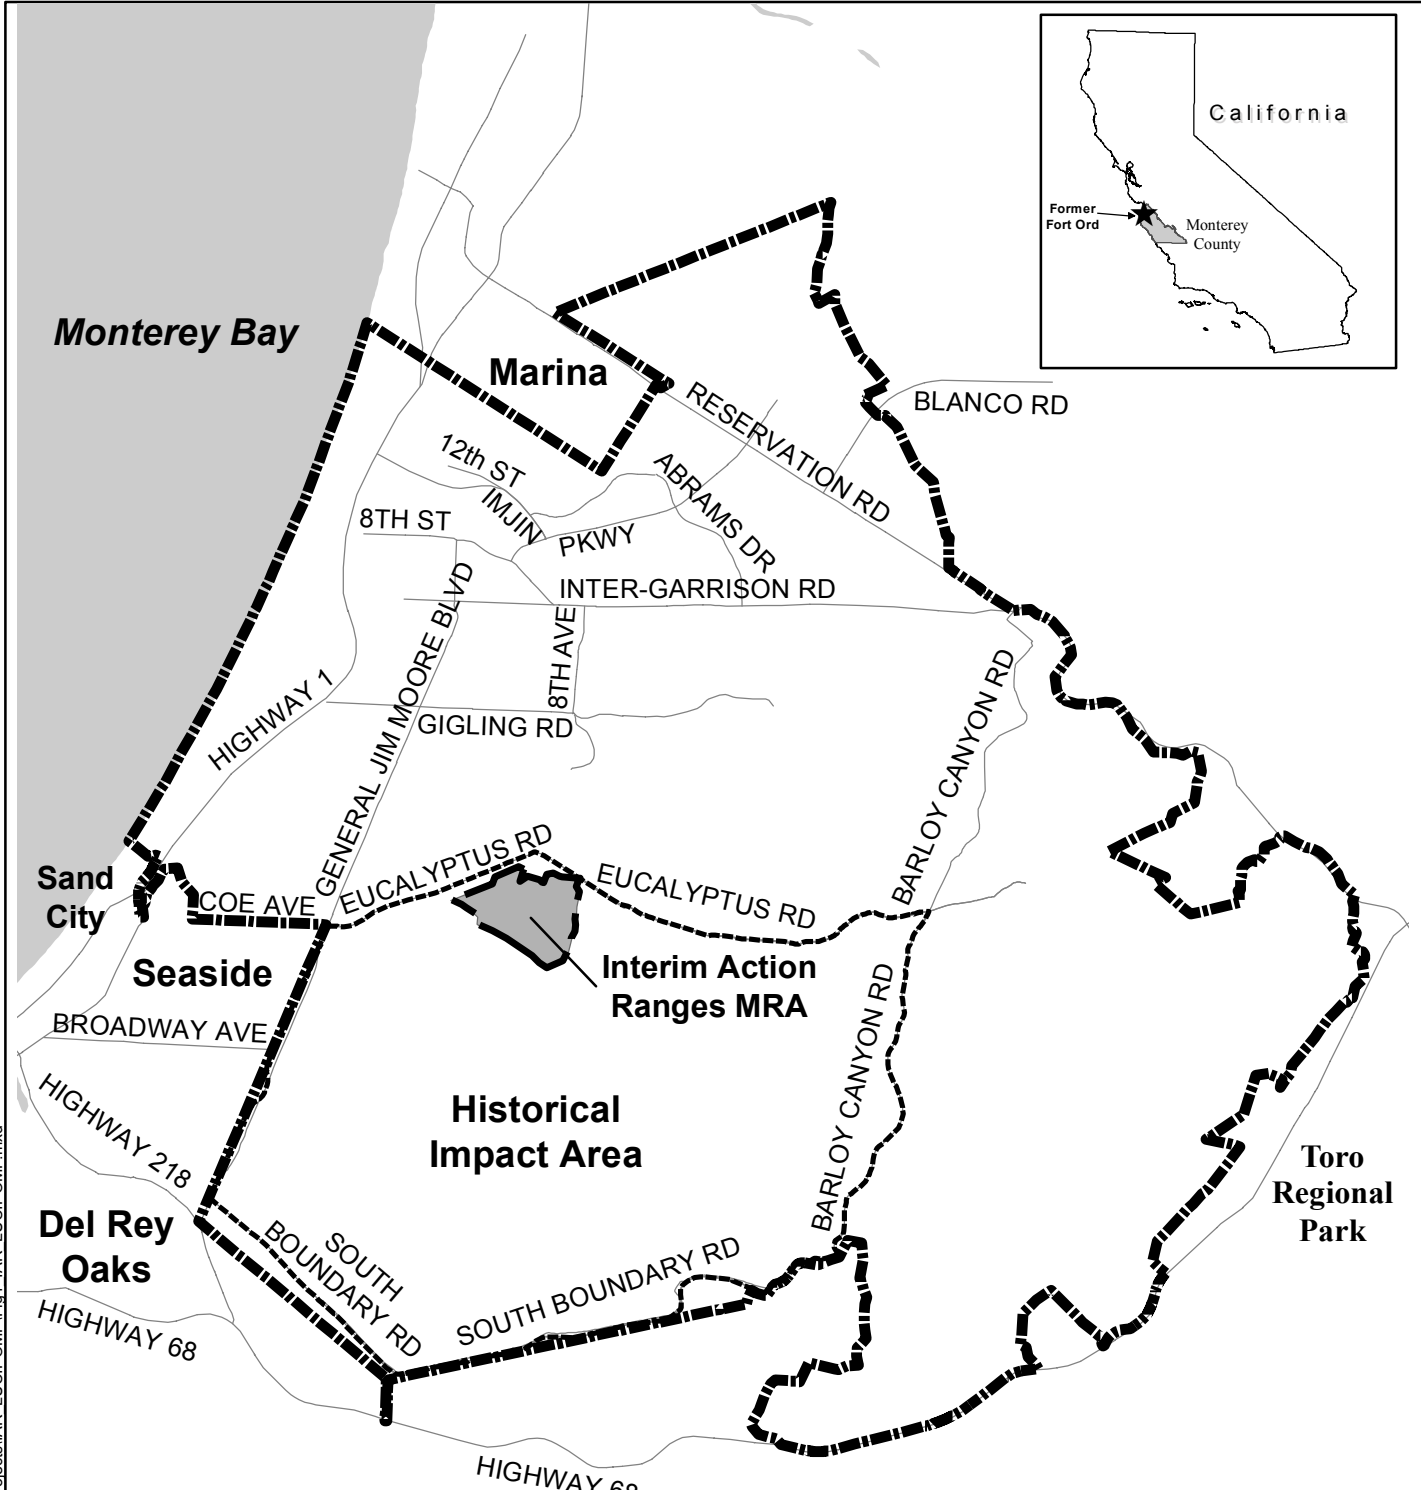 California
Former
Fort Ord
Monterey
County
Monterey Bay
Marina
RESERVATION RD
BLANCO RD
12th ST
IMJIN
PKWY
ABRAMS DR
8TH ST
INTER-GARRISON RD
8TH AVE
GENERAL JIM MOORE BLVD
HIGHWAY 1
GIGLING RD
BARLOY CANYON RD
EUCALYPTUS RD
EUCALYPTUS RD
Sand
City
COE AVE
Seaside
Interim Action
Ranges MRA
BROADWAY AVE
BARLOY CANYON RD
HIGHWAY 218
Historical
Impact Area
Toro
Regional
Park
Del Rey
Oaks
SOUTH
BOUNDARY RD
SOUTH BOUNDARY RD
HIGHWAY 68
HIGHWAY 68